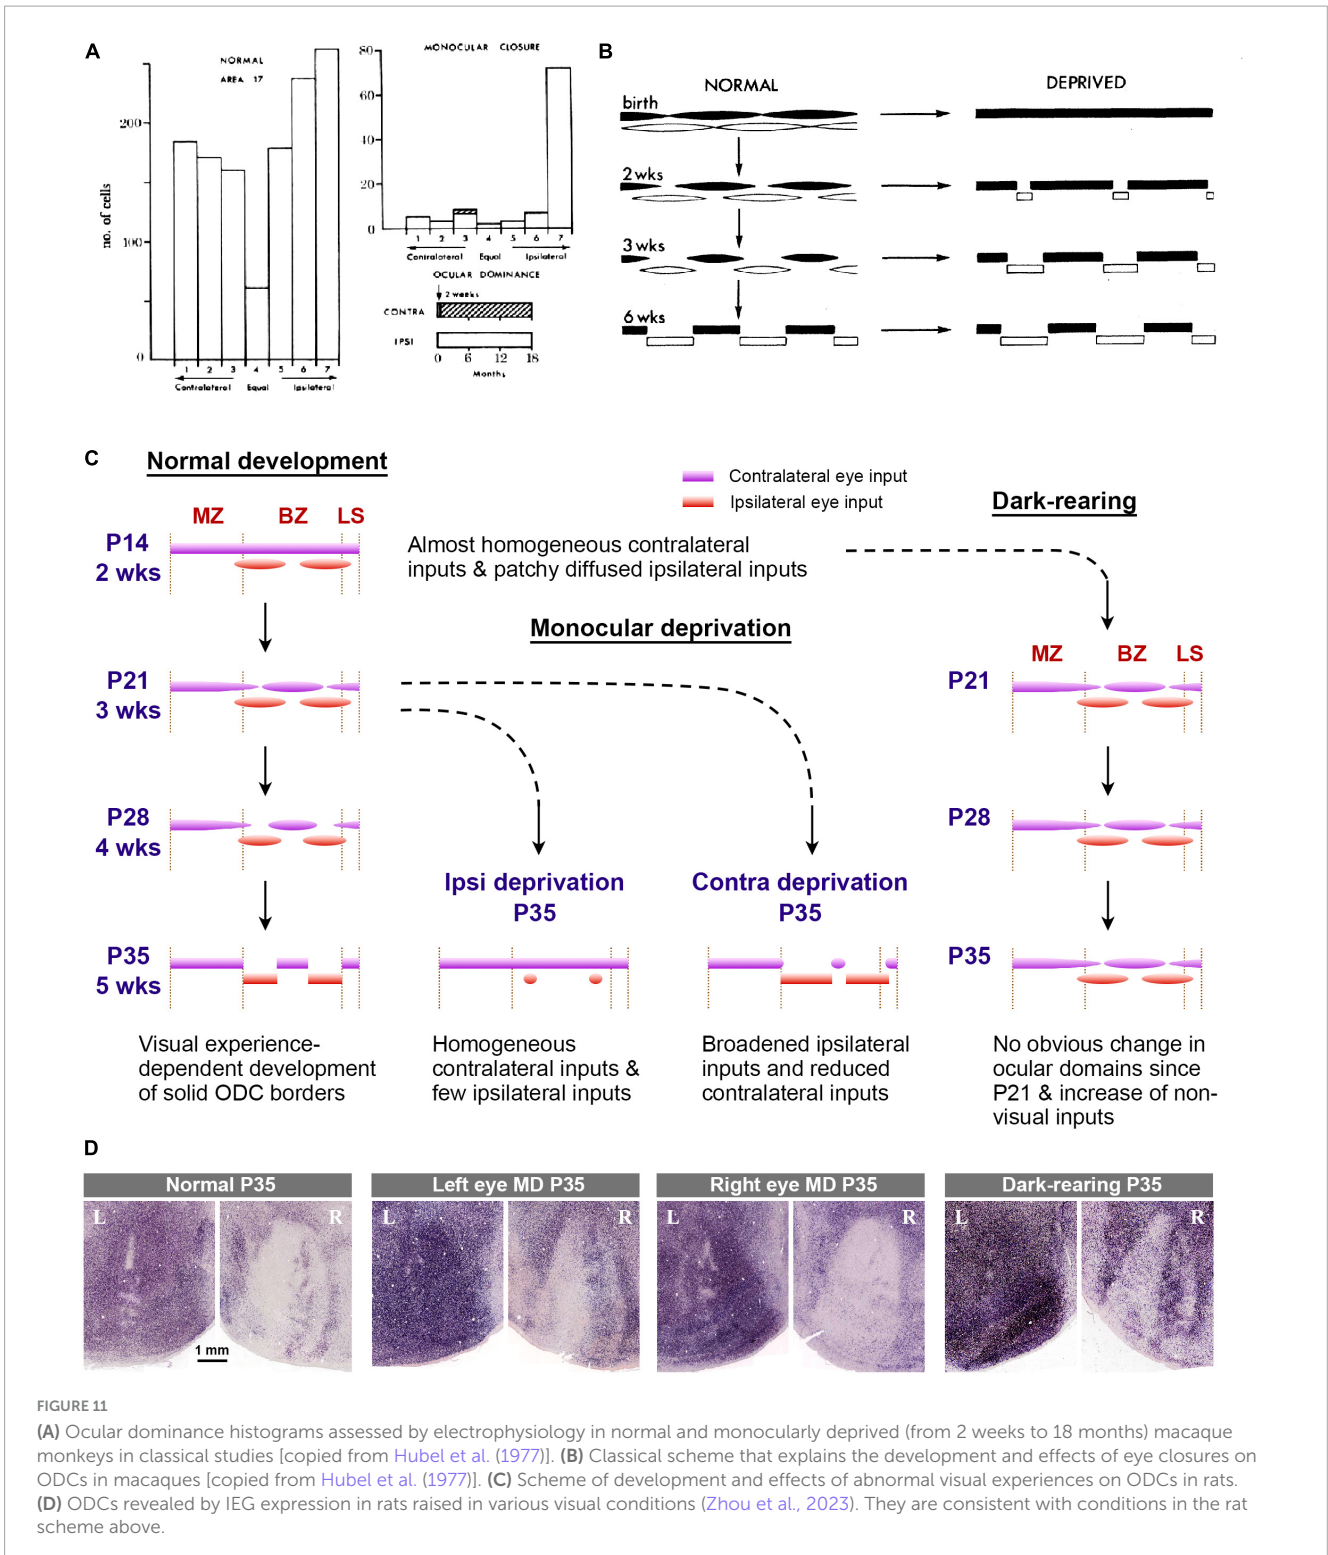 A
NORMAL
AREA 17
200
100
0
no. of cells
1 2 3 4 5 6 7
Contralateral Equal Ipsilateral
MONOCULAR CLOSURE
80
60
40
20
0
1 2 3 4 5 6 7
Contralateral Equal Ipsilateral
OCULAR DOMINANCE
2 weeks
CONTRA
IPSI
0 6 12 18
Months
B
NORMAL DEPRIVED
birth
2 wks
3 wks
6 wks
C
Normal development
Contralateral eye input
Ipsilateral eye input
Dark-rearing
MZ BZ LS
P14
2 wks
Almost homogeneous contralateral
inputs & patchy diffused ipsilateral inputs
Monocular deprivation
MZ BZ LS
P21
3 wks
P21
P28
4 wks
P28
Ipsi deprivation
P35
Contra deprivation
P35
P35
5 wks
P35
Visual experience-
dependent development
of solid ODC borders
Homogeneous
contralateral inputs &
few ipsilateral inputs
Broadened ipsilateral
inputs and reduced
contralateral inputs
No obvious change in
ocular domains since
P21 & increase of non-
visual inputs
D
Normal P35
L R
1 mm
Left eye MD P35
L R
Right eye MD P35
L R
Dark-rearing P35
L R
FIGURE 11
(A) Ocular dominance histograms assessed by electrophysiology in normal and monocularly deprived (from 2 weeks to 18 months) macaque
monkeys in classical studies [copied from Hubel et al. (1977)]. (B) Classical scheme that explains the development and effects of eye closures on
ODCs in macaques [copied from Hubel et al. (1977)]. (C) Scheme of development and effects of abnormal visual experiences on ODCs in rats.
(D) ODCs revealed by IEG expression in rats raised in various visual conditions (Zhou et al., 2023). They are consistent with conditions in the rat
scheme above.